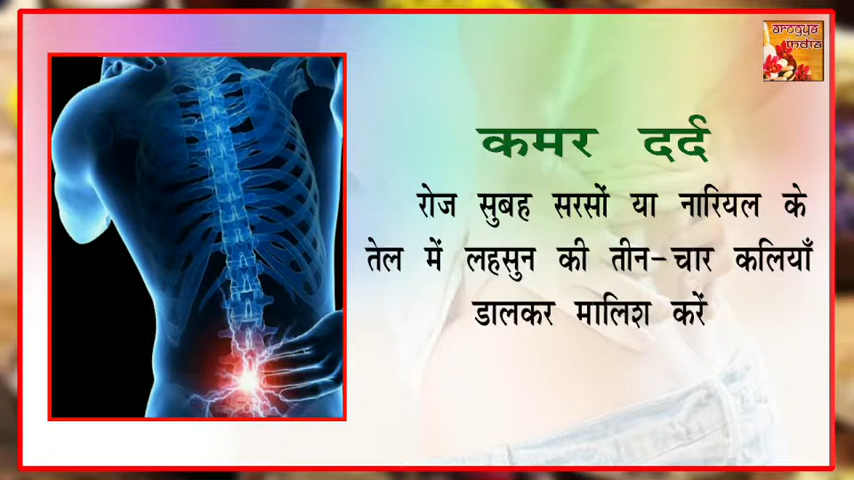 arogya
india
कमर दर्द
रोज सुबह सरसों या नारियल के
तेल में लहसुन की तीन-चार कलियाँ
डालकर मालिश करें